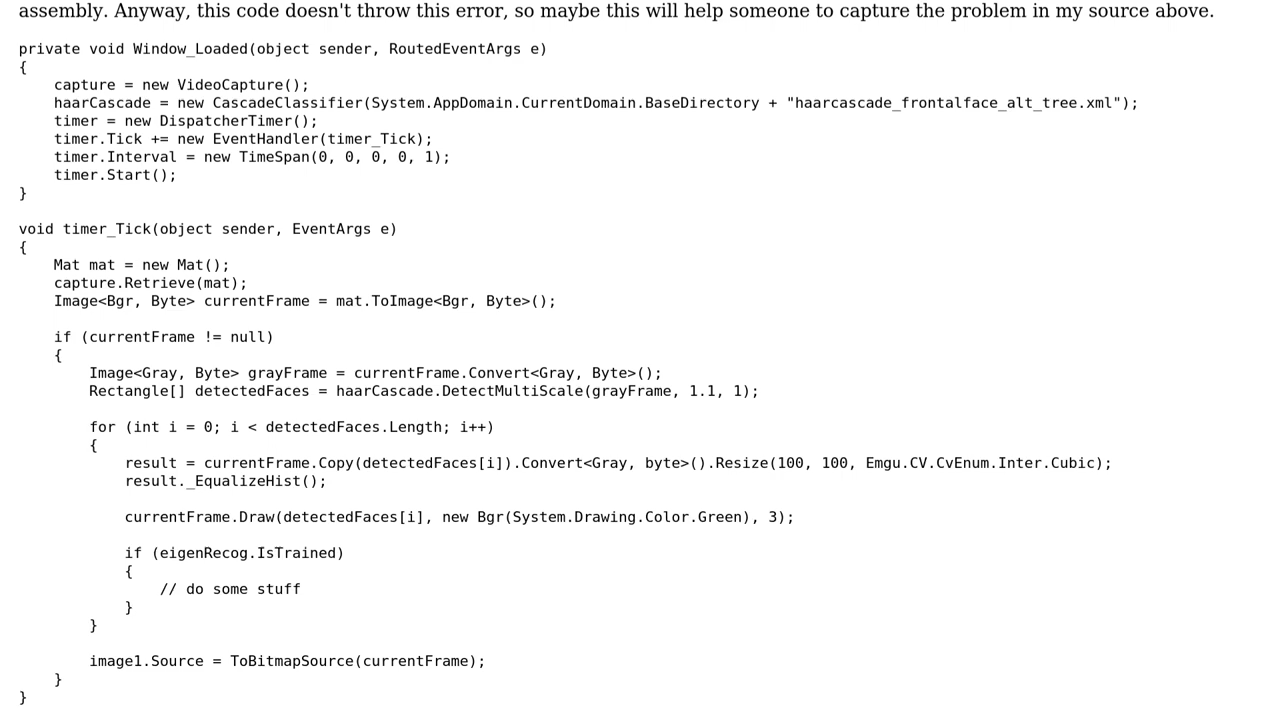 assembly. Anyway, this code doesn't throw this error, so maybe this will help someone to capture the problem in my source above.
private void Window_Loaded(object sender, RoutedEventArgs e)
{
    capture = new VideoCapture();
    haarCascade = new CascadeClassifier(System.AppDomain.CurrentDomain.BaseDirectory + "haarcascade_frontalface_alt_tree.xml");
    timer = new DispatcherTimer();
    timer.Tick += new EventHandler(timer_Tick);
    timer.Interval = new TimeSpan(0, 0, 0, 0, 1);
    timer.Start();
}
void timer_Tick(object sender, EventArgs e)
{
    Mat mat = new Mat();
    capture.Retrieve(mat);
    Image<Bgr, Byte> currentFrame = mat.ToImage<Bgr, Byte>();
    if (currentFrame != null)
    {
        Image<Gray, Byte> grayFrame = currentFrame.Convert<Gray, Byte>();
        Rectangle[] detectedFaces = haarCascade.DetectMultiScale(grayFrame, 1.1, 1);
        for (int i = 0; i < detectedFaces.Length; i++)
        {
            result = currentFrame.Copy(detectedFaces[i]).Convert<Gray, byte>().Resize(100, 100, Emgu.CV.CvEnum.Inter.Cubic);
            result._EqualizeHist();
            currentFrame.Draw(detectedFaces[i], new Bgr(System.Drawing.Color.Green), 3);
            if (eigenRecog.IsTrained)
            {
                // do some stuff
            }
        }
        image1.Source = ToBitmapSource(currentFrame);
    }
}